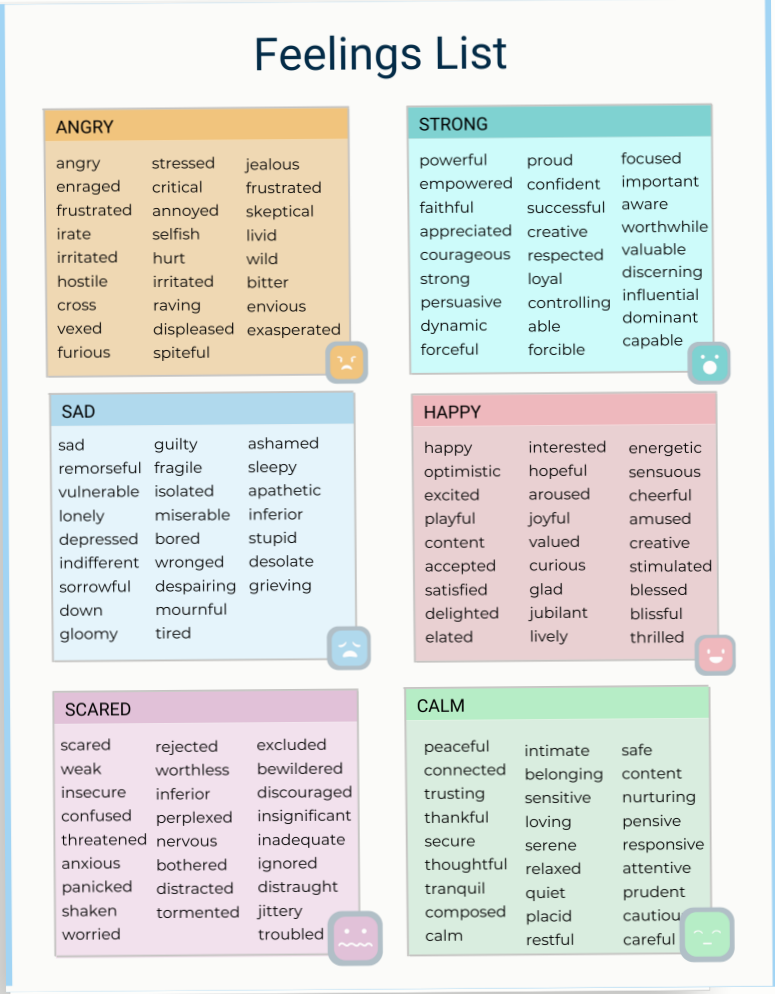 Feelings List
ANGRY
angry
enraged
frustrated
irate
irritated
hostile
cross
vexed
furious
stressed
critical
annoyed
selfish
hurt
irritated
raving
displeased
spiteful
jealous
frustrated
skeptical
livid
wild
bitter
envious
exasperated
STRONG
powerful
empowered
faithful
appreciated
courageous
strong
persuasive
dynamic
forceful
proud
confident
successful
creative
respected
loyal
controlling
able
forcible
focused
important
aware
worthwhile
valuable
discerning
influential
dominant
capable
SAD
sad
remorseful
vulnerable
lonely
depressed
indifferent
sorrowful
down
gloomy
guilty
fragile
isolated
miserable
bored
wronged
despairing
mournful
tired
ashamed
sleepy
apathetic
inferior
stupid
desolate
grieving
HAPPY
happy
optimistic
excited
playful
content
accepted
satisfied
delighted
elated
interested
hopeful
aroused
joyful
valued
curious
glad
jubilant
lively
energetic
sensuous
cheerful
amused
creative
stimulated
blessed
blissful
thrilled
SCARED
scared
weak
insecure
confused
threatened
anxious
panicked
shaken
worried
rejected
worthless
inferior
perplexed
nervous
bothered
distracted
tormented
excluded
bewildered
discouraged
insignificant
inadequate
ignored
distraught
jittery
troubled
CALM
peaceful
connected
trusting
thankful
secure
thoughtful
tranquil
composed
calm
intimate
belonging
sensitive
loving
serene
relaxed
quiet
placid
restful
safe
content
nurturing
pensive
responsive
attentive
prudent
cautiou
careful